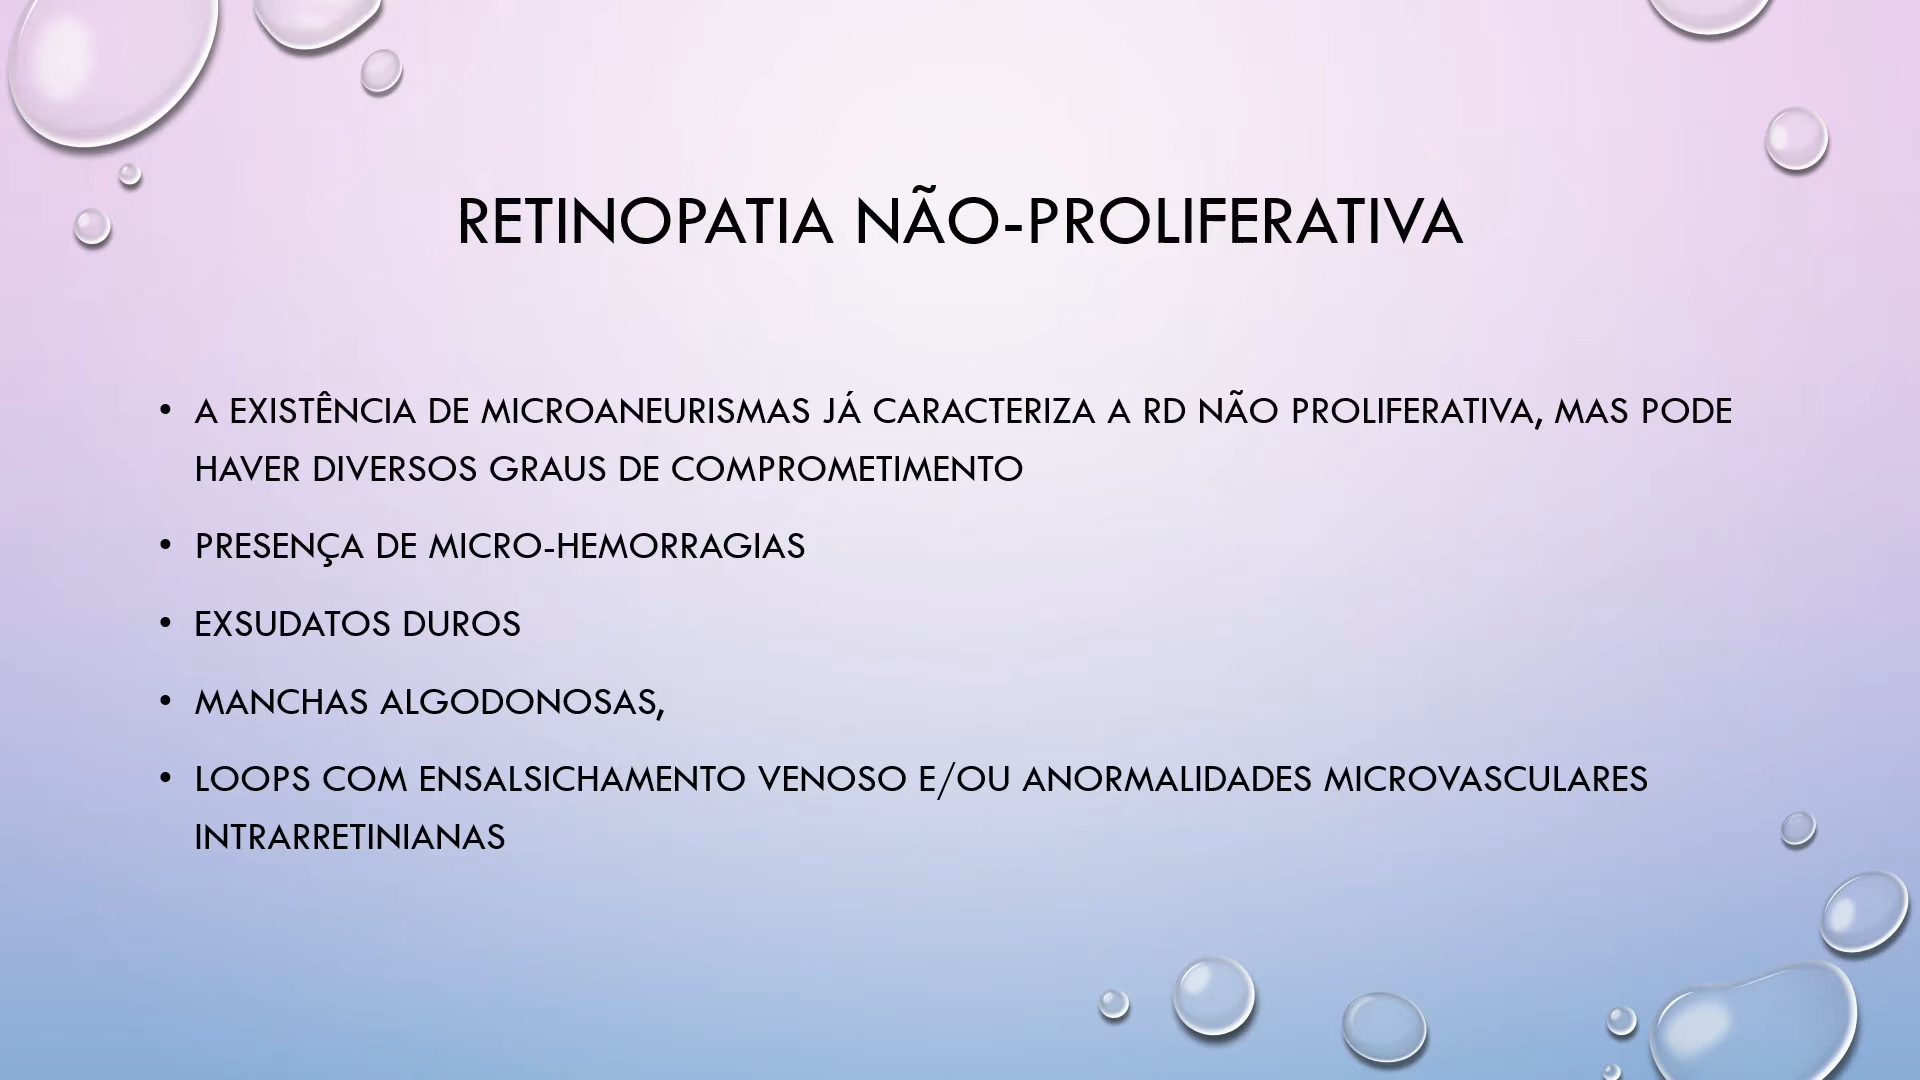 RETINOPATIA NÃO-PROLIFERATIVA
• A EXISTÊNCIA DE MICROANEURISMAS JÁ CARACTERIZA A RD NÃO PROLIFERATIVA, MAS PODE
HAVER DIVERSOS GRAUS DE COMPROMETIMENTO
• PRESENÇA DE MICRO-HEMORRAGIAS
• EXSUDATOS DUROS
• MANCHAS ALGODONOSAS,
• LOOPS COM ENSALSICHAMENTO VENOSO E/OU ANORMALIDADES MICROVASCULARES
INTRARRETINIANAS